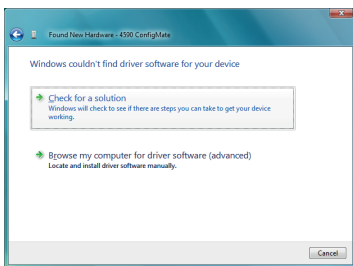 Found New Hardware - 4590 ConfigMate
Windows couldn't find driver software for your device
Check for a solution
Windows will check to see if there are steps you can take to get your device
working.
Browse my computer for driver software (advanced)
Locate and install driver software manually.
Cancel